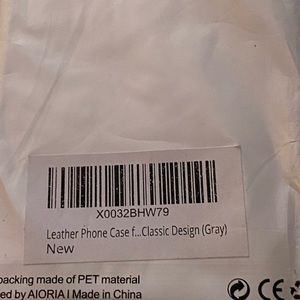 X0032BHW79
Leather Phone Case f...Classic Design (Gray)
New
packing made of PET material
ed by AIORIA I Made in China
CE